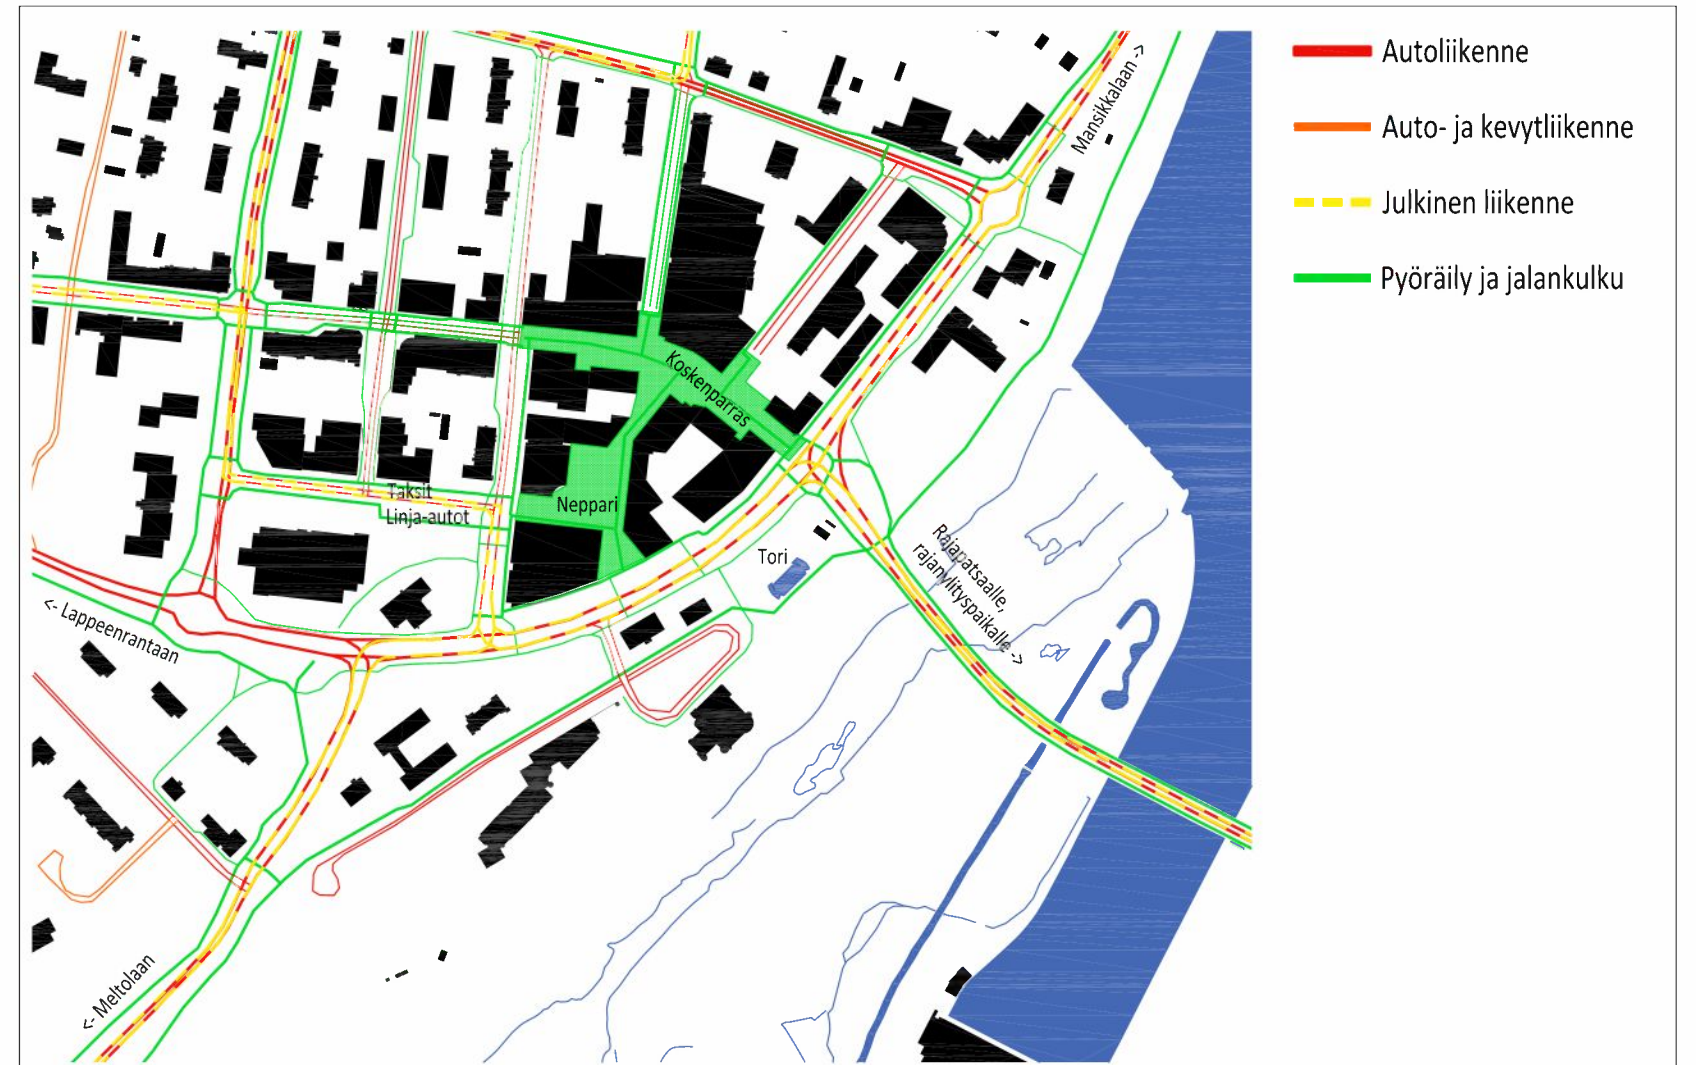 Autoliikenne
Auto- ja kevytliikenne
Julkinen liikenne
Pyöräily ja jalankulku
Mansikkalaan ->
Koskenparras
Taksit
Linja-autot
Neppari
Tori
Rajapatsaalle,
rajanylityspaikalle ->
<- Lappeenrantaan
<- Meltolaan